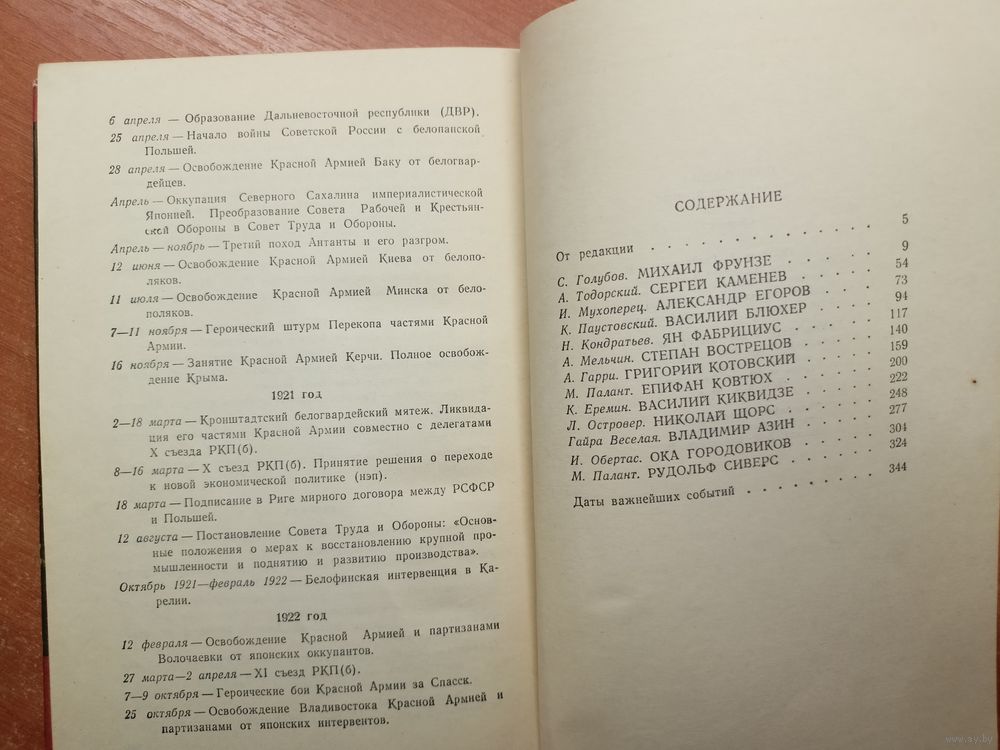 6 апреля — Образование Дальневосточной республики (ДВР).
25 апреля — Начало войны Советской России с белопанской
Польшей.
28 апреля — Освобождение Красной Армией Баку от белогвар-
дейцев.
Апрель — Оккупация Северного Сахалина империалистической
Японией. Преобразование Совета Рабочей и Крестьян-
ской Обороны в Совет Труда и Обороны.
Апрель — ноябрь — Третий поход Антанты и его разгром.
12 июня — Освобождение Красной Армией Киева от белопо-
ляков.
11 июля — Освобождение Красной Армией Минска от бело-
поляков.
7—11 ноября — Героический штурм Перекопа частями Красной
Армии.
16 ноября — Занятие Красной Армией Керчи. Полное освобож-
дение Крыма.
1921 год
2—18 марта — Кронштадтский белогвардейский мятеж. Ликвида-
ция его частями Красной Армии совместно с делегатами
X съезда РКП(б).
8—16 марта — X съезд РКП(б). Принятие решения о переходе
к новой экономической политике (нэп).
18 марта — Подписание в Риге мирного договора между РСФСР
и Польшей.
12 августа — Постановление Совета Труда и Обороны: «Основ-
ные положения о мерах к восстановлению крупной про-
мышленности и поднятию и развитию производства».
Октябрь 1921—февраль 1922 — Белофинская интервенция в Ка-
релии.
1922 год
12 февраля — Освобождение Красной Армией и партизанами
Волочаевки от японских оккупантов.
27 марта—2 апреля — XI съезд РКП(б).
7—9 октября — Героические бои Красной Армии за Спасск.
25 октября — Освобождение Владивостока Красной Армией и
партизанами от японских интервентов.
СОДЕРЖАНИЕ
От редакции . . . . . . . . . . . . 5
С. Голубов. МИХАИЛ ФРУНЗЕ . . . . . 9
А. Тодорский. СЕРГЕЙ КАМЕНЕВ . . . . 54
И. Мухоперец. АЛЕКСАНДР ЕГОРОВ . . . 73
К. Паустовский. ВАСИЛИЙ БЛЮХЕР . . . 94
Н. Кондратьев. ЯН ФАБРИЦИУС . . . . 117
А. Мельчин. СТЕПАН ВОСТРЕЦОВ . . . . 140
А. Гарри. ГРИГОРИЙ КОТОВСКИЙ . . . . 159
М. Палант. ЕПИФАН КОВТЮХ . . . . . 200
К. Еремин. ВАСИЛИЙ КИКВИДЗЕ . . . . 222
Л. Островер. НИКОЛАЙ ЩОРС . . . . . 248
Гайра Веселая. ВЛАДИМИР АЗИН . . . . 277
И. Обертас. ОКА ГОРОДОВИКОВ . . . . 304
М. Палант. РУДОЛЬФ СИВЕРС . . . . . 324
Даты важнейших событий . . . . . . . 344
www.ay.by